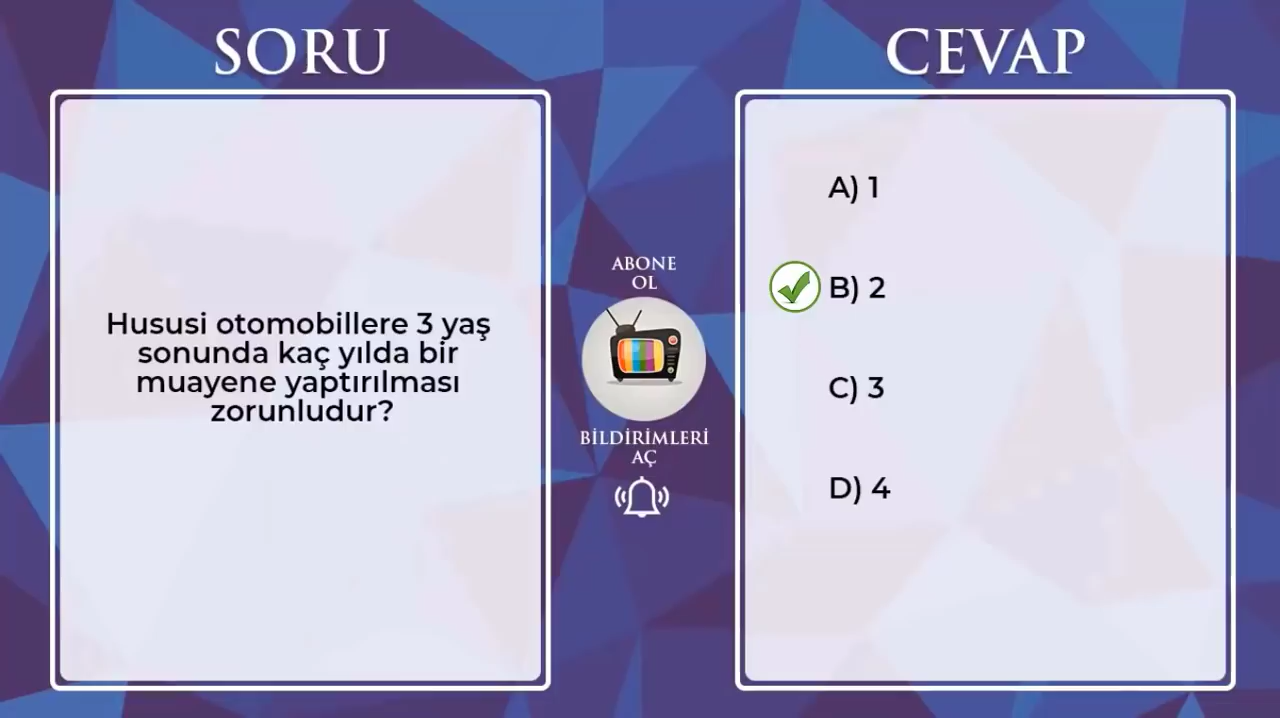 SORU
Hususi otomobillere 3 yaş
sonunda kaç yılda bir
muayene yaptırılması
zorunludur?
ABONE
OL
BİLDİRİMLERİ
AÇ
CEVAP
A) 1
B) 2
C) 3
D) 4